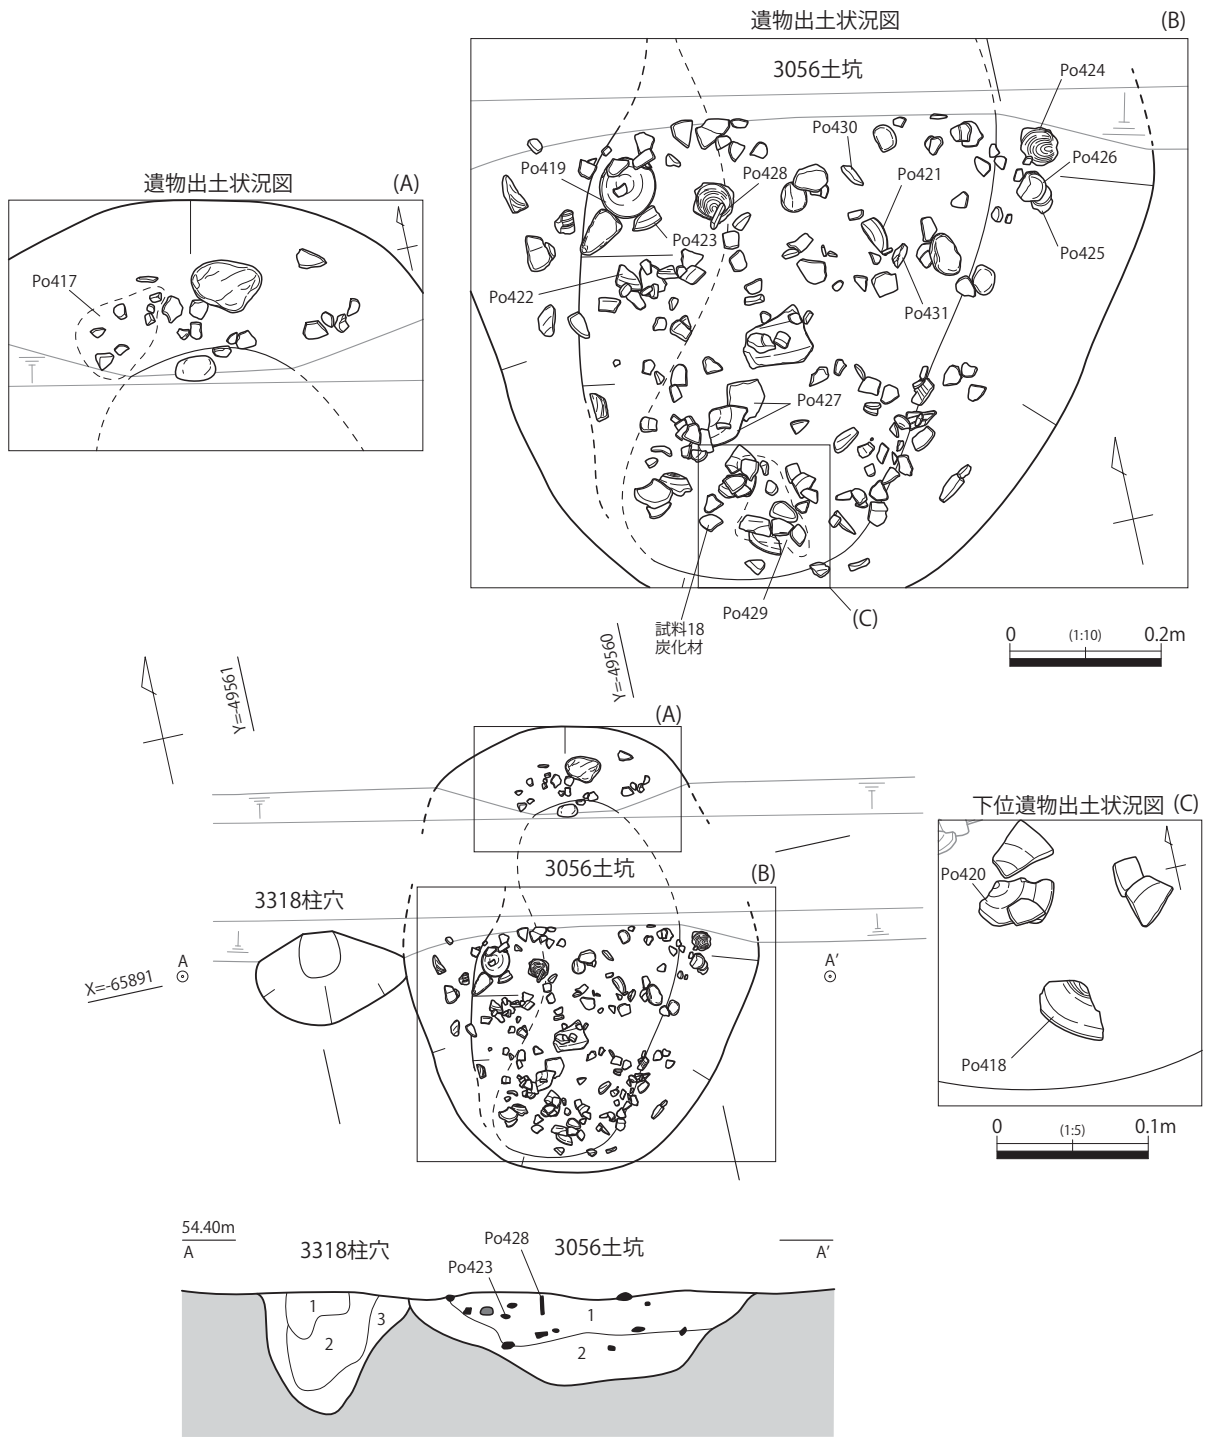 遺物出土状況図 (B)
3056土坑
Po424
Po430
Po419
Po428
Po421
Po426
Po423
Po425
Po422
Po431
Po427
Po429
(C)
試料18
炭化材
遺物出土状況図 (A)
Po417
0 (1:10) 0.2m
Y=-49561
Y=-49560
(A)
3056土坑
(B)
3318柱穴
A
A’
X=-65891
下位遺物出土状況図 (C)
Po420
Po418
0 (1:5) 0.1m
54.40m
A
3318柱穴
Po428
3056土坑
A’
Po423
1
3
1
2
2